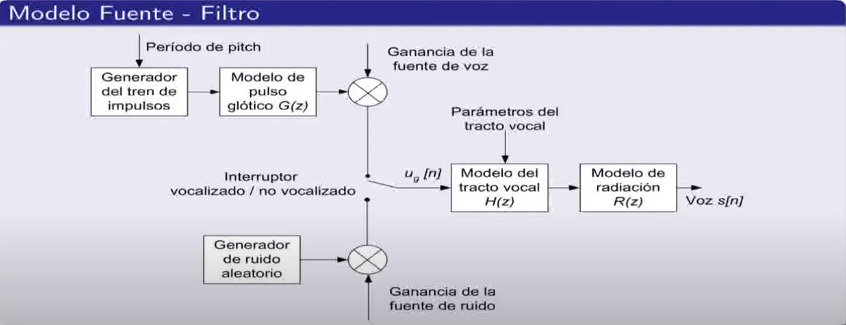 Modelo Fuente - Filtro
Período de pitch
Ganancia de la
fuente de voz
Generador
del tren de
impulsos
Modelo de
pulso
glótico G(z)
Parámetros del
tracto vocal
Interruptor
vocalizado / no vocalizado
u_g [n]
Modelo del
tracto vocal
H(z)
Modelo de
radiación
R(z)
Voz s[n]
Generador
de ruido
aleatorio
Ganancia de la
fuente de ruido